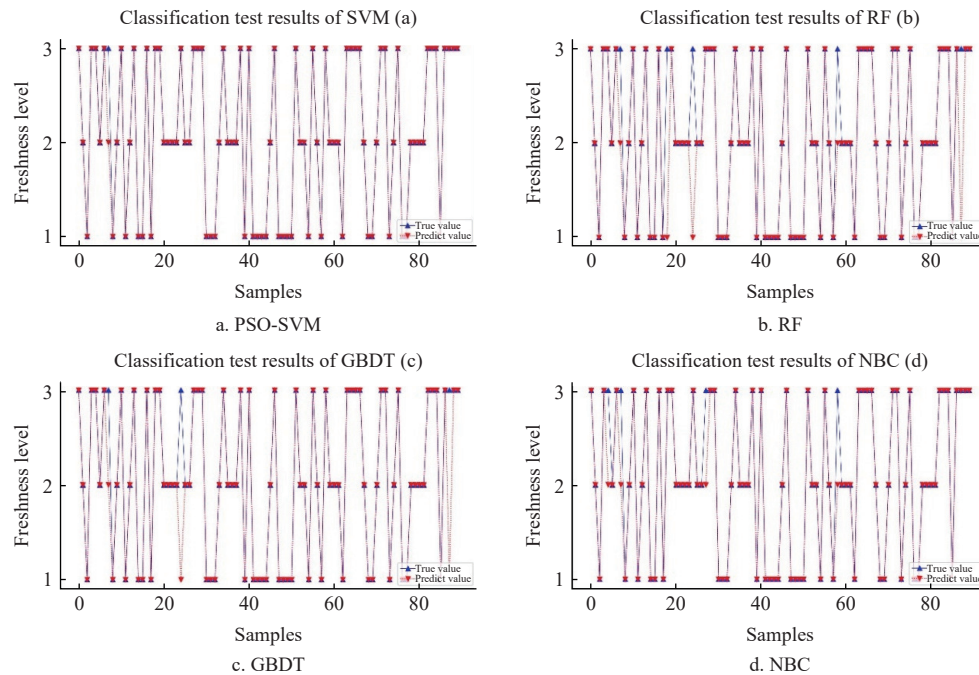 Classification test results of SVM (a)
3
2
1
Freshness level
True value
Predict value
0 20 40 60 80
Samples
a. PSO-SVM
Classification test results of RF (b)
3
2
1
Freshness level
True value
Predict value
0 20 40 60 80
Samples
b. RF
Classification test results of GBDT (c)
3
2
1
Freshness level
True value
Predict value
0 20 40 60 80
Samples
c. GBDT
Classification test results of NBC (d)
3
2
1
Freshness level
True value
Predict value
0 20 40 60 80
Samples
d. NBC